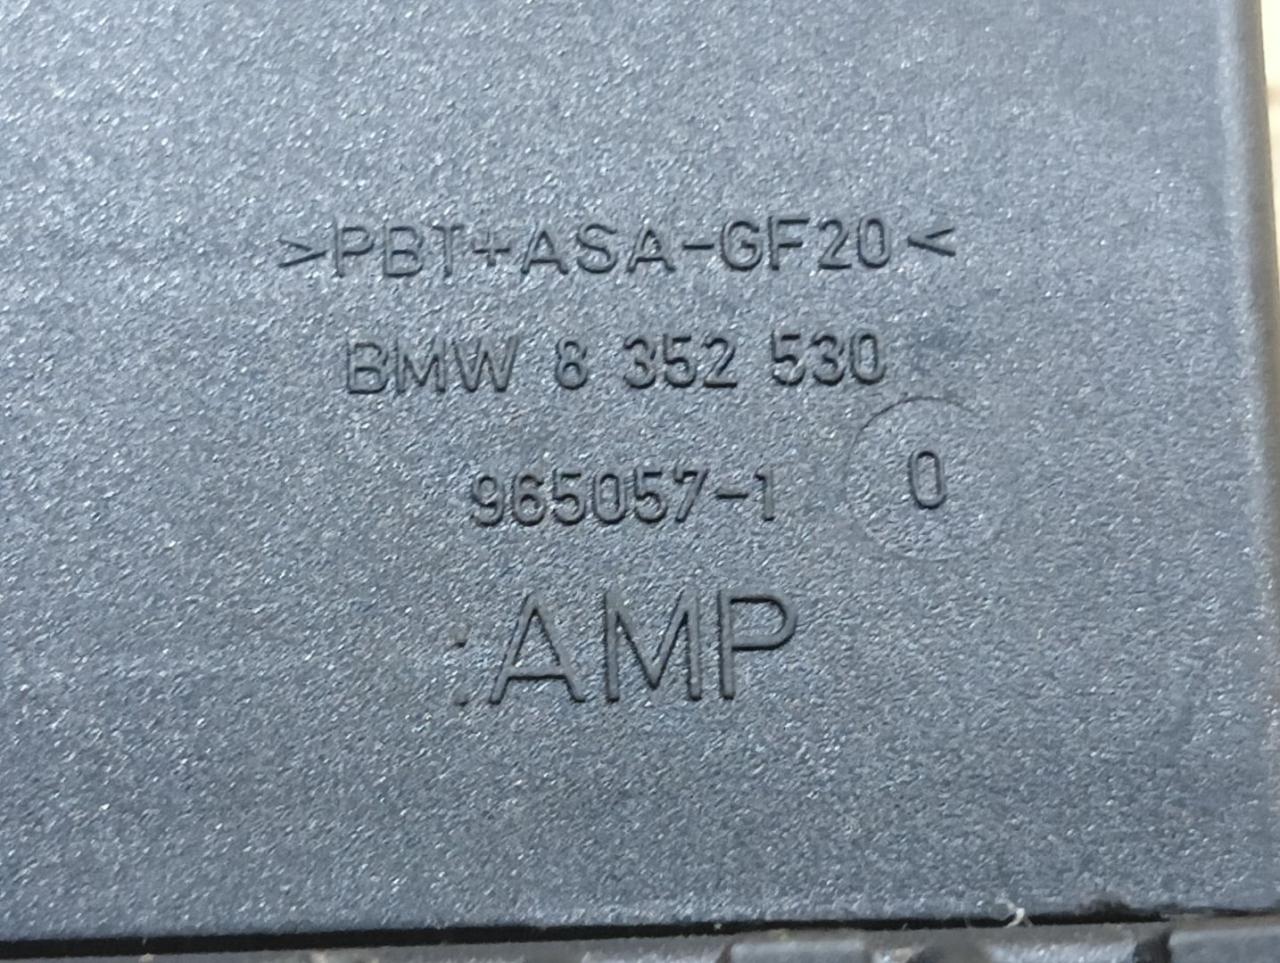 >PBT+ASA-GF20<
BMW 8 352 530
965057-1 0
:AMP